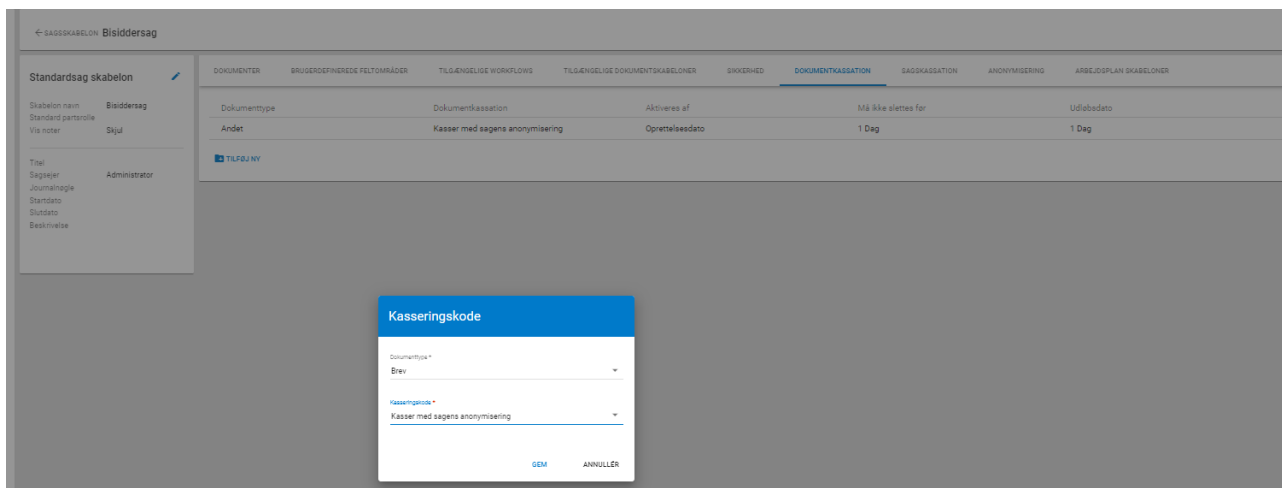 ← SAGSSKABELON Bisiddersag
Standardsag skabelon
Skabelon navn Bisiddersag
Standard partsrolle
Vis noter Skjul
Titel
Sagsejer Administrator
Journalnøgle
Startdato
Slutdato
Beskrivelse
DOKUMENTER BRUGERDEFINEREDE FELTOMRÅDER TILGÆNGELIGE WORKFLOWS TILGÆNGELIGE DOKUMENTSKABELONER SIKKERHED DOKUMENTKASSATION SAGSKASSATION ANONYMISERING ARBEJDSPLAN SKABELONER
Dokumenttype Dokumentkassation Aktiveres af Må ikke slettes før Udløbsdato
Andet Kasser med sagens anonymisering Oprettelsesdato 1 Dag 1 Dag
TILFØJ NY
Kasseringskode
Dokumenttype *
Brev
Kasseringskode *
Kasser med sagens anonymisering
GEM ANNULLÉR